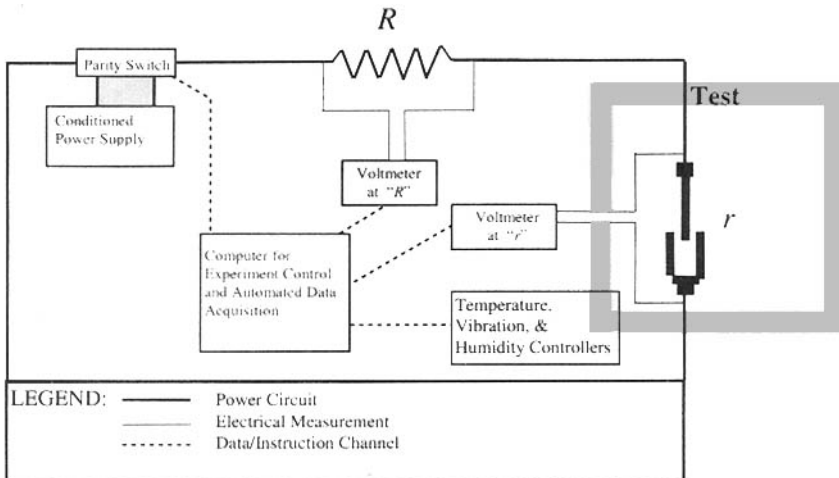 R
Parity Switch
Test
Conditioned
Power Supply
Voltmeter
at "R"
Voltmeter
at "r"
r
Computer for
Experiment Control
and Automated Data
Acquisition
Temperature,
Vibration, &
Humidity Controllers
LEGEND:
Power Circuit
Electrical Measurement
Data/Instruction Channel